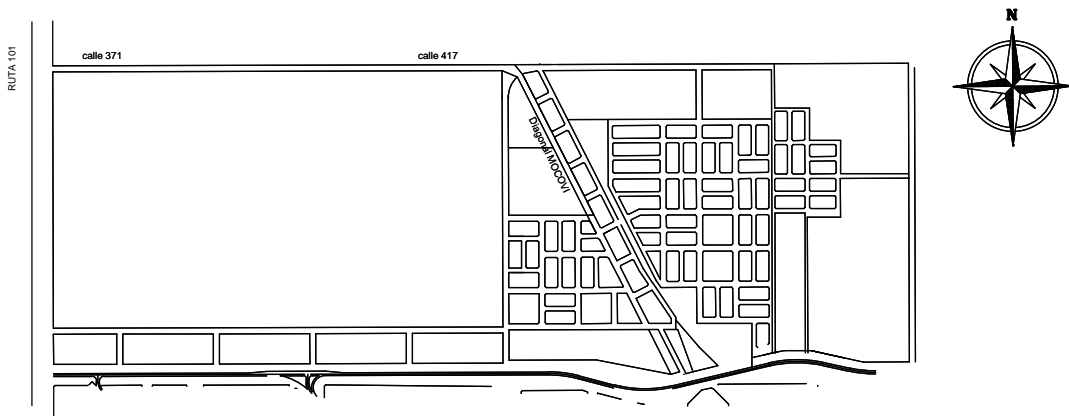 N
calle 371
calle 417
RUTA 101
Diagonal MOCOVI